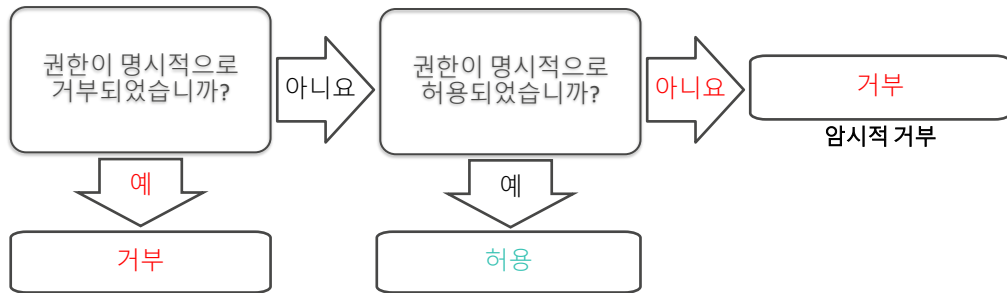 권한이 명시적으로
거부되었습니까?
아니요
권한이 명시적으로
허용되었습니까?
아니요
거부
암시적 거부
예
예
거부
허용